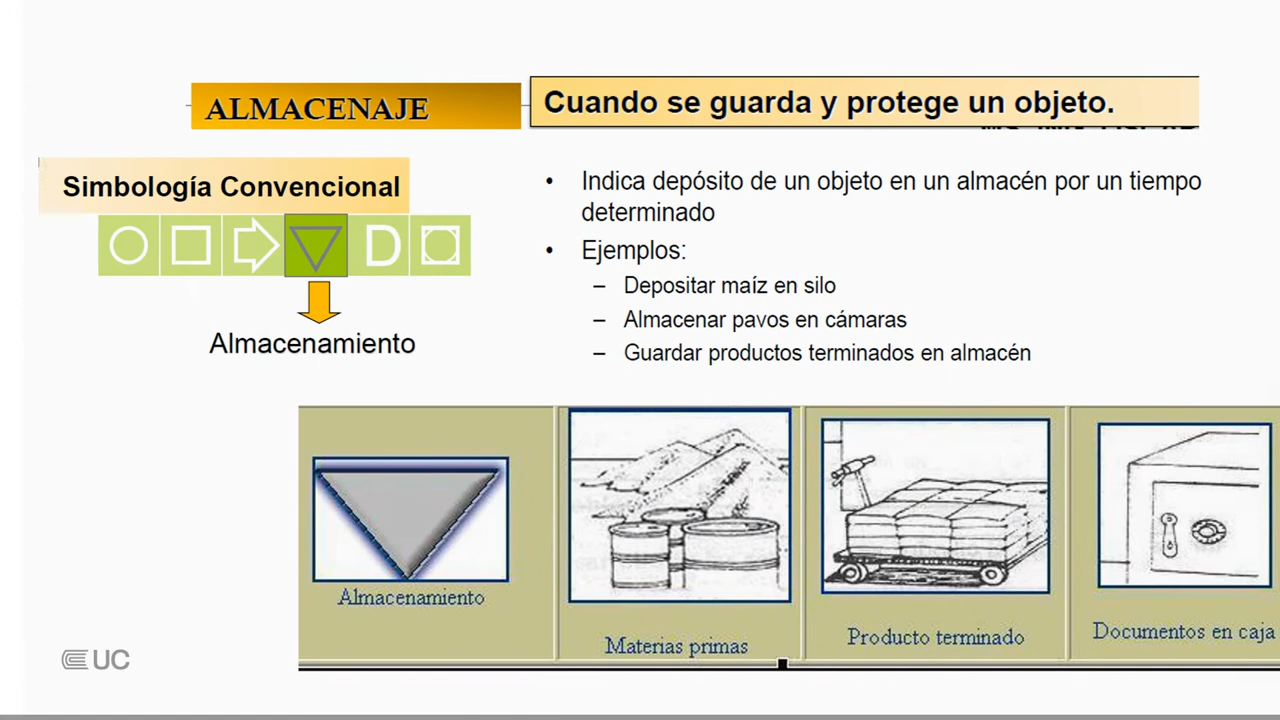 ALMACENAJE
Cuando se guarda y protege un objeto.
Simbología Convencional
D
Almacenamiento
• Indica depósito de un objeto en un almacén por un tiempo
determinado
• Ejemplos:
– Depositar maíz en silo
– Almacenar pavos en cámaras
– Guardar productos terminados en almacén
Almacenamiento
Materias primas
Producto terminado
Documentos en caja
UC